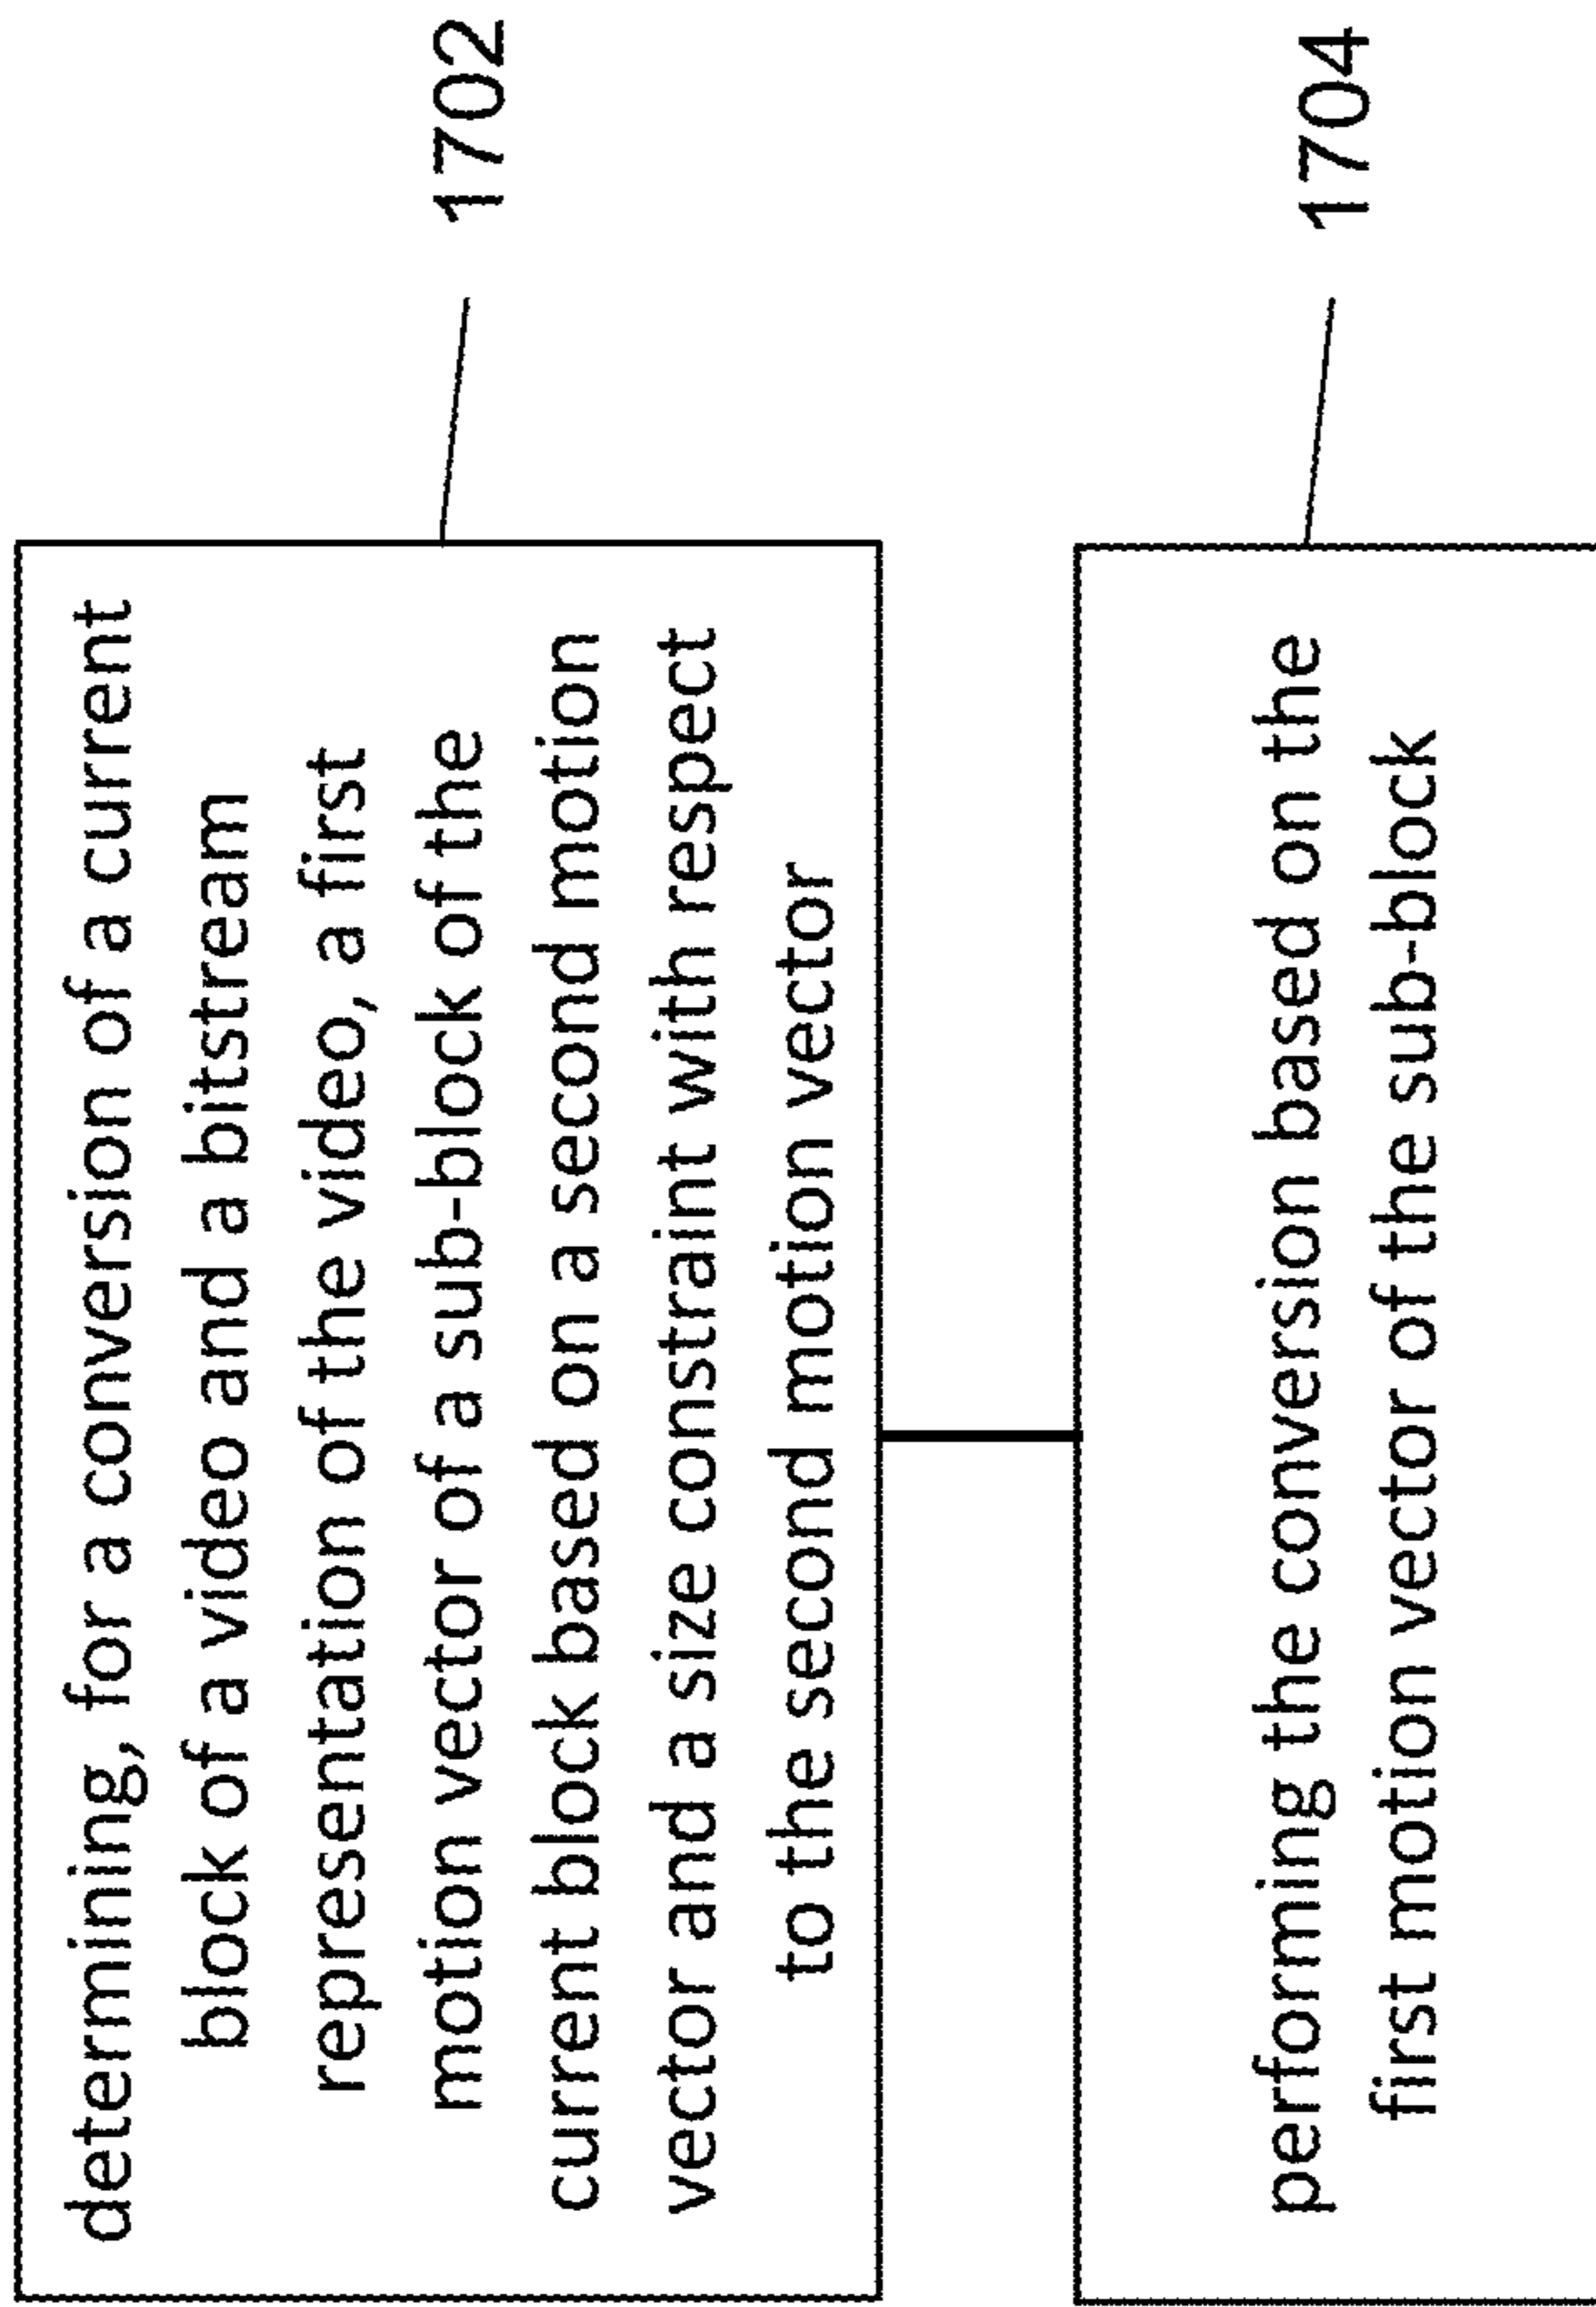 determining, for a conversion of a current
block of a video and a bitstream
representation of the video, a first
motion vector of a sub-block of the
current block based on a second motion
vector and a size constraint with respect
to the second motion vector
1702
performing the conversion based on the
first motion vector of the sub-block
1704